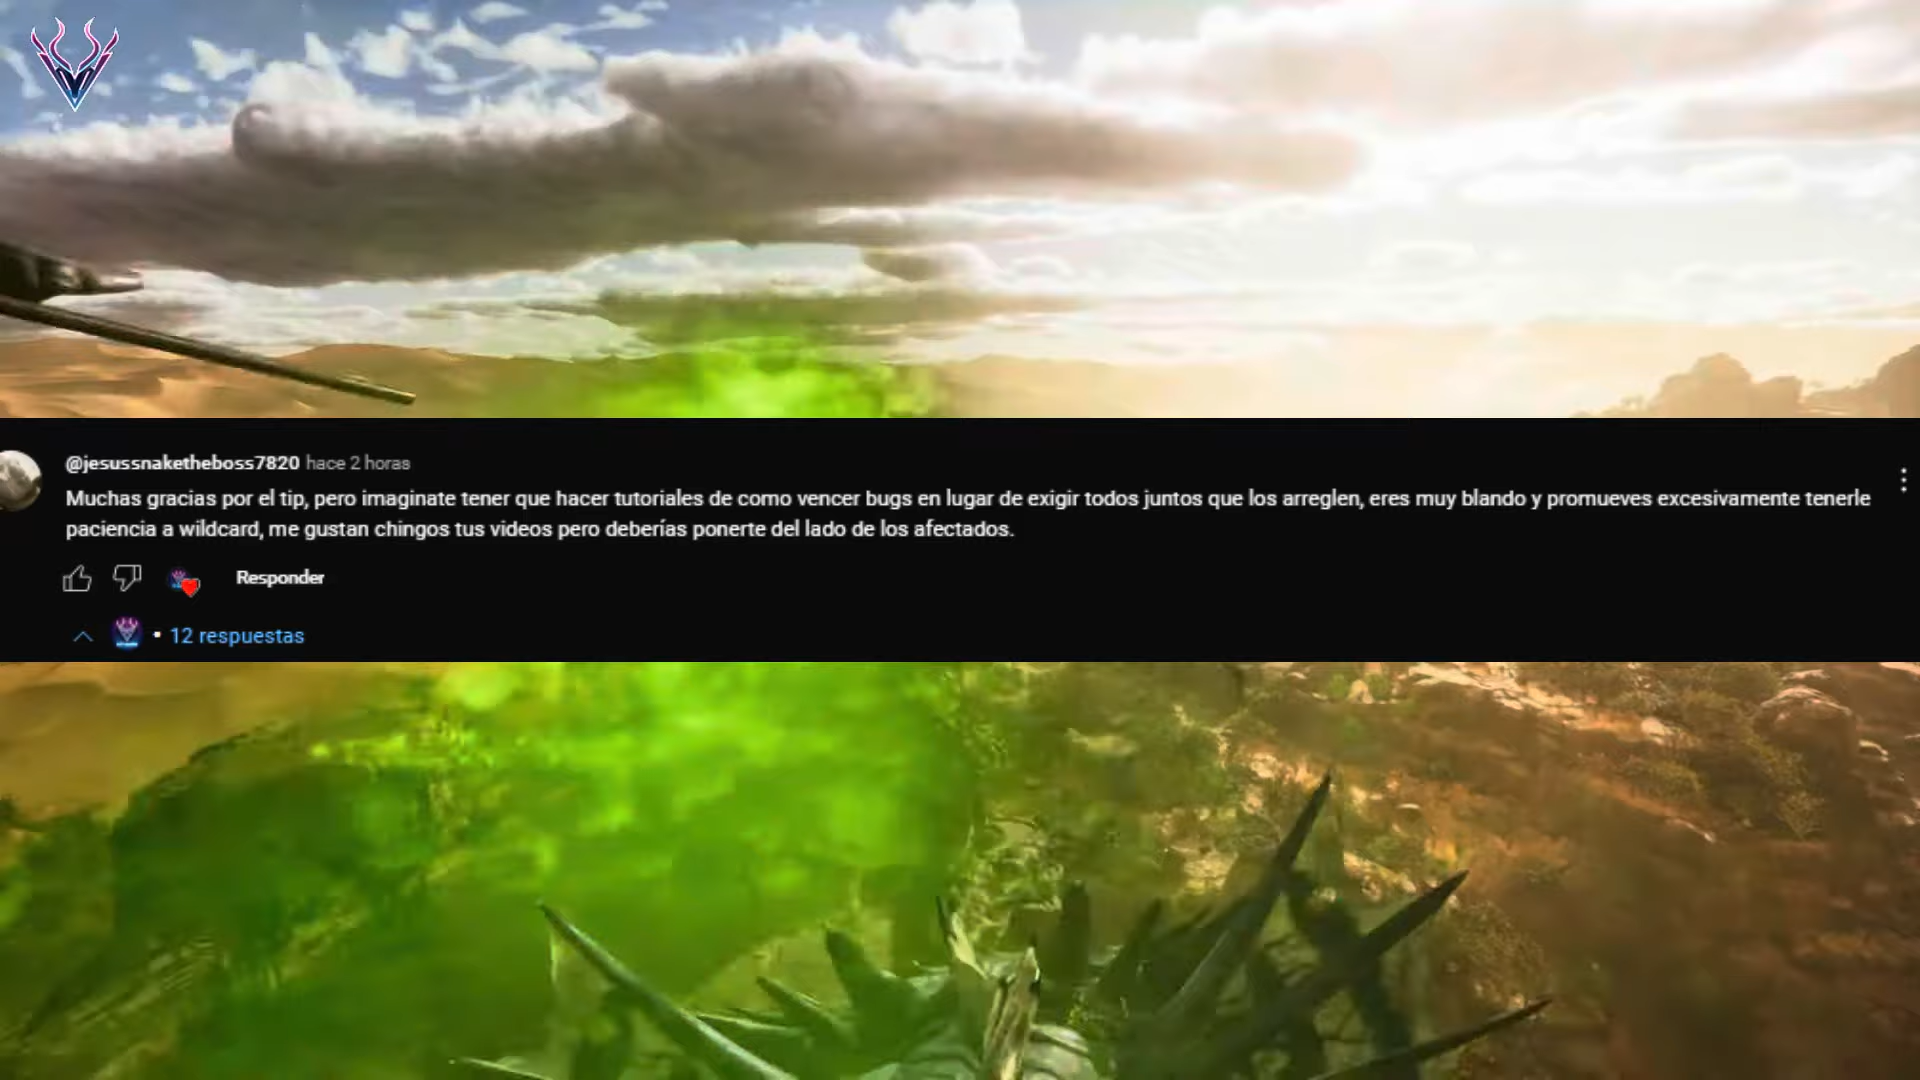 @jesussnaketheboss7820 hace 2 horas
Muchas gracias por el tip, pero imaginate tener que hacer tutoriales de como vencer bugs en lugar de exigir todos juntos que los arreglen, eres muy blando y promueves excesivamente tenerle
paciencia a wildcard, me gustan chingos tus videos pero deberías ponerte del lado de los afectados.
Responder
• 12 respuestas